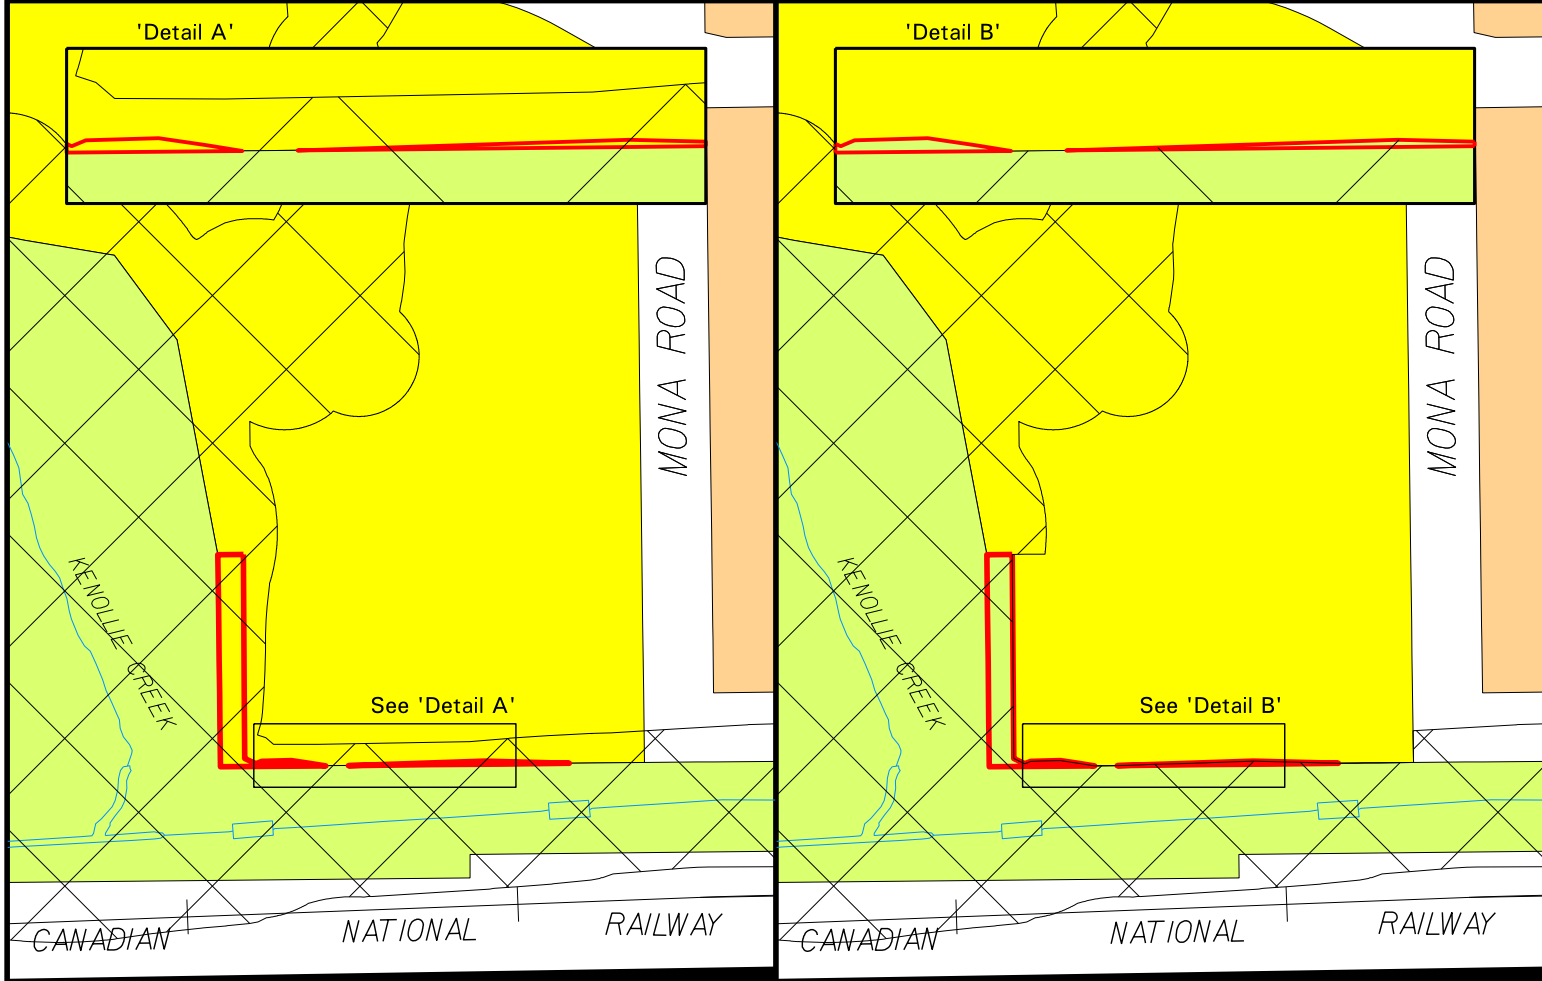 'Detail A'
MONA ROAD
KENOLLIE CREEK
See 'Detail A'
CANADIAN NATIONAL RAILWAY
'Detail B'
MONA ROAD
KENOLLIE CREEK
See 'Detail B'
CANADIAN NATIONAL RAILWAY